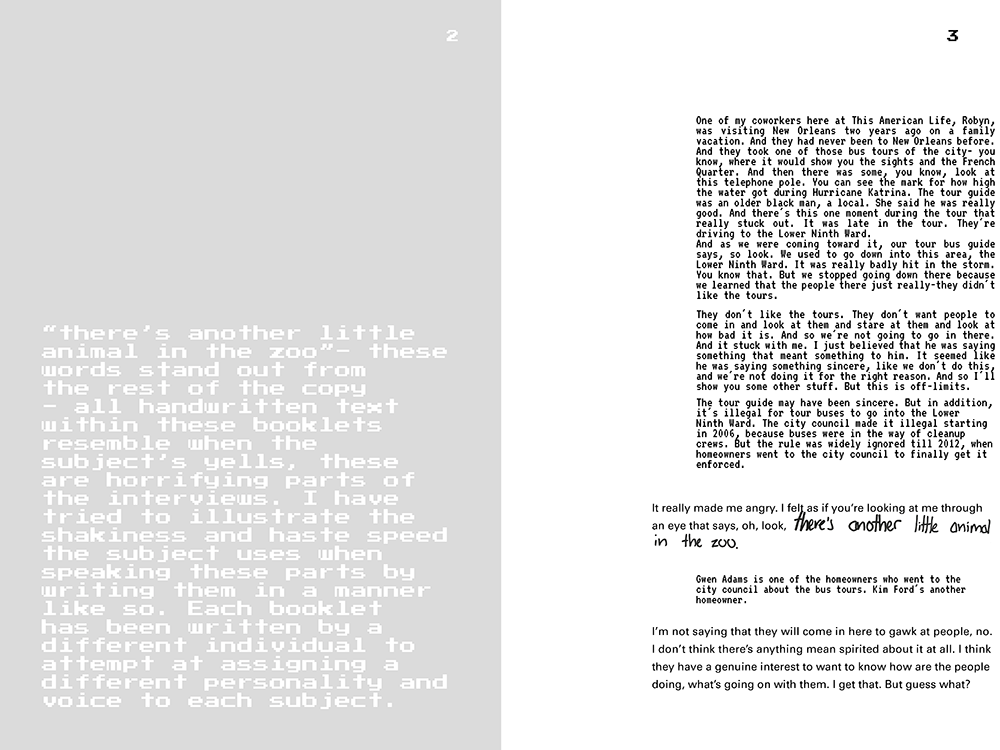 2
“there’s another little
animal in the zoo”– these
words stand out from
the rest of the copy
– all handwritten text
within these booklets
resemble when the
subject’s yells, these
are horrifying parts of
the interviews. I have
tried to illustrate the
shakiness and haste speed
the subject uses when
speaking these parts by
writing them in a manner
like so. Each booklet
has been written by a
different individual to
attempt at assigning a
different personality and
voice to each subject.
3
One of my coworkers here at This American Life, Robyn,
was visiting New Orleans two years ago on a family
vacation. And they had never been to New Orleans before.
And they took one of those bus tours of the city- you
know, where it would show you the sights and the French
Quarter. And then there was some, you know, look at
this telephone pole. You can see the mark for how high
the water got during Hurricane Katrina. The tour guide
was an older black man, a local. She said he was really
good. And there's this one moment during the tour that
really stuck out. It was late in the tour. They're
driving to the Lower Ninth Ward.
And as we were coming toward it, our tour bus guide
says, so look. We used to go down into this area, the
Lower Ninth Ward. It was really badly hit in the storm.
You know that. But we stopped going down there because
we learned that the people there just really-they didn't
like the tours.
They don't like the tours. They don't want people to
come in and look at them and stare at them and look at
how bad it is. And so we're not going to go in there.
And it stuck with me. I just believed that he was saying
something that meant something to him. It seemed like
he was saying something sincere, like we don't do this,
and we're not doing it for the right reason. And so I'll
show you some other stuff. But this is off-limits.
The tour guide may have been sincere. But in addition,
it's illegal for tour buses to go into the Lower
Ninth Ward. The city council made it illegal starting
in 2006, because buses were in the way of cleanup
crews. But the rule was widely ignored till 2012, when
homeowners went to the city council to finally get it
enforced.
It really made me angry. I felt as if you’re looking at me through
an eye that says, oh, look, there's another little animal
in the zoo.
Gwen Adams is one of the homeowners who went to the
city council about the bus tours. Kim Ford's another
homeowner.
I’m not saying that they will come in here to gawk at people, no.
I don’t think there’s anything mean spirited about it at all. I think
they have a genuine interest to want to know how are the people
doing, what’s going on with them. I get that. But guess what?